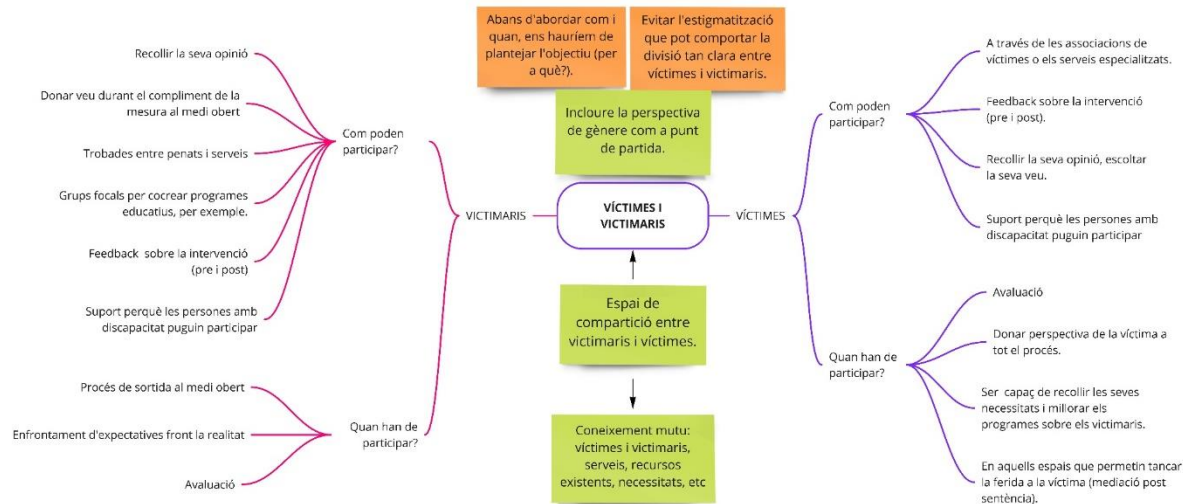 Abans d'abordar com i
quan, ens hauríem de
plantejar l'objectiu (per
a què?).
Evitar l'estigmatització
que pot comportar la
divisió tan clara entre
víctimes i victimaris.
Incloure la perspectiva
de gènere com a punt
de partida.
VÍCTIMES I
VICTIMARIS
Espai de
compartició entre
victimaris i víctimes.
Coneixement mutu:
víctimes i victimaris,
serveis, recursos
existents, necessitats, etc
VICTIMARIS
Com poden
participar?
Recollir la seva opinió
Donar veu durant el compliment de la
mesura al medi obert
Trobades entre penats i serveis
Grups focals per cocrear programes
educatius, per exemple.
Feedback sobre la intervenció
(pre i post)
Suport perquè les persones amb
discapacitat puguin participar
Quan han de
participar?
Procés de sortida al medi obert
Enfrontament d'expectatives front la realitat
Avaluació
VÍCTIMES
Com poden
participar?
A través de les associacions de
víctimes o els serveis especialitzats.
Feedback sobre la intervenció
(pre i post).
Recollir la seva opinió, escoltar
la seva veu.
Suport perquè les persones amb
discapacitat puguin participar
Quan han de
participar?
Avaluació
Donar perspectiva de la víctima a
tot el procés.
Ser capaç de recollir les seves
necessitats i millorar els
programes sobre els victimaris.
En aquells espais que permetin tancar
la ferida a la víctima (mediació post
sentència).